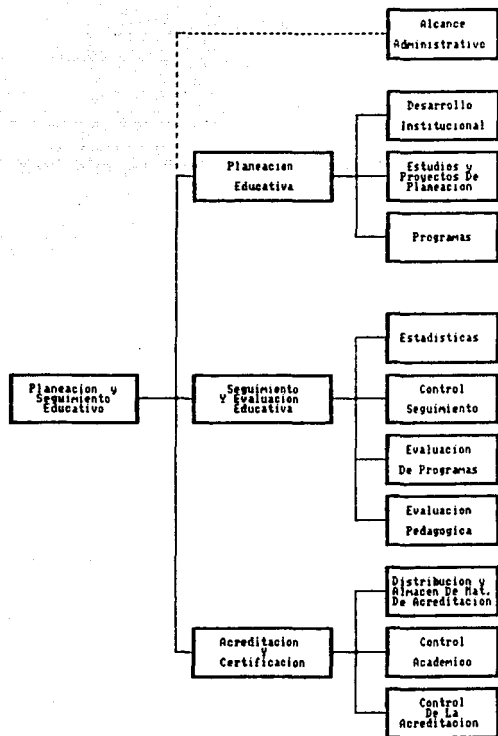 Alcance
Administrativo
Desarrollo
Institucional
Planeacion
Educativa
Estudios y
Proyectos De
Planeacion
Programas
Estadisticas
Planeacion y
Seguimiento
Educativo
Seguimiento
Y Evaluacion
Educativa
Control
Seguimiento
Evaluacion
De Programas
Evaluacion
Pedagogica
Distribucion y
Almacen De Mat.
De Acreditacion
Acreditacion
y
Certificacion
Control
Academico
Control
De La
Acreditacion